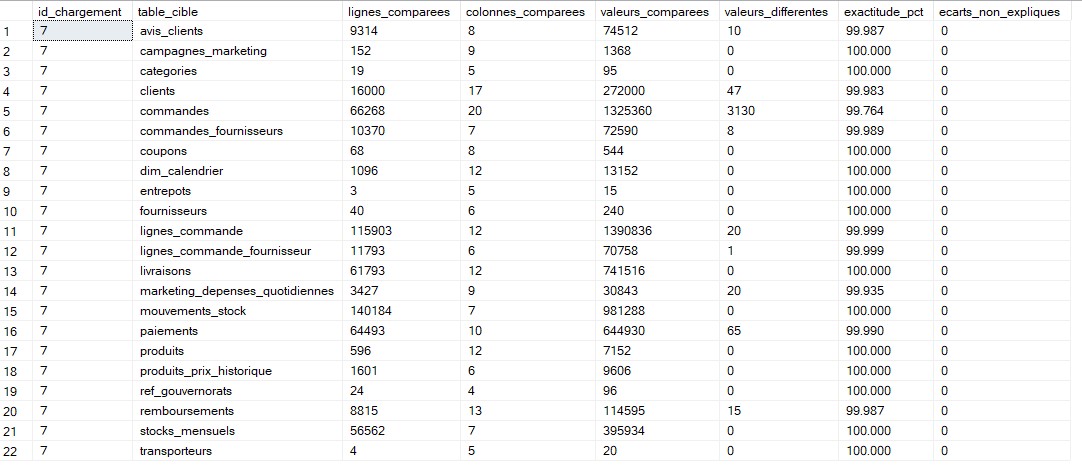 id_chargement table_cible lignes_comparees colonnes_comparees valeurs_comparees valeurs_differentes exactitude_pct ecarts_non_expliques
1 7 avis_clients 9314 8 74512 10 99.987 0
2 7 campagnes_marketing 152 9 1368 0 100.000 0
3 7 categories 19 5 95 0 100.000 0
4 7 clients 16000 17 272000 47 99.983 0
5 7 commandes 66268 20 1325360 3130 99.764 0
6 7 commandes_fournisseurs 10370 7 72590 8 99.989 0
7 7 coupons 68 8 544 0 100.000 0
8 7 dim_calendrier 1096 12 13152 0 100.000 0
9 7 entrepots 3 5 15 0 100.000 0
10 7 fournisseurs 40 6 240 0 100.000 0
11 7 lignes_commande 115903 12 1390836 20 99.999 0
12 7 lignes_commande_fournisseur 11793 6 70758 1 99.999 0
13 7 livraisons 61793 12 741516 0 100.000 0
14 7 marketing_depenses_quotidiennes 3427 9 30843 20 99.935 0
15 7 mouvements_stock 140184 7 981288 0 100.000 0
16 7 paiements 64493 10 644930 65 99.990 0
17 7 produits 596 12 7152 0 100.000 0
18 7 produits_prix_historique 1601 6 9606 0 100.000 0
19 7 ref_gouvernorats 24 4 96 0 100.000 0
20 7 remboursements 8815 13 114595 15 99.987 0
21 7 stocks_mensuels 56562 7 395934 0 100.000 0
22 7 transporteurs 4 5 20 0 100.000 0